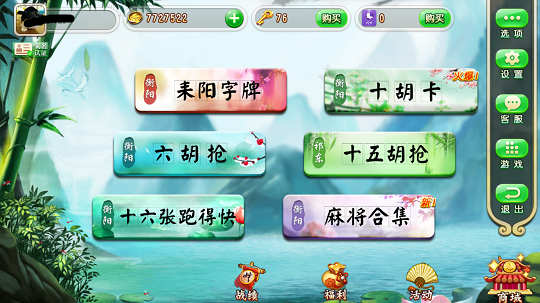 7727522
76
购买
0
购买
选项
实名
认证
衡阳
耒阳字牌
衡阳
十胡卡
火爆!
设置
客服
衡阳
六胡抢
祁东
十五胡抢
游戏
衡阳
十六张跑得快
衡阳
麻将合集
新!
退出
战绩
福利
活动
商城